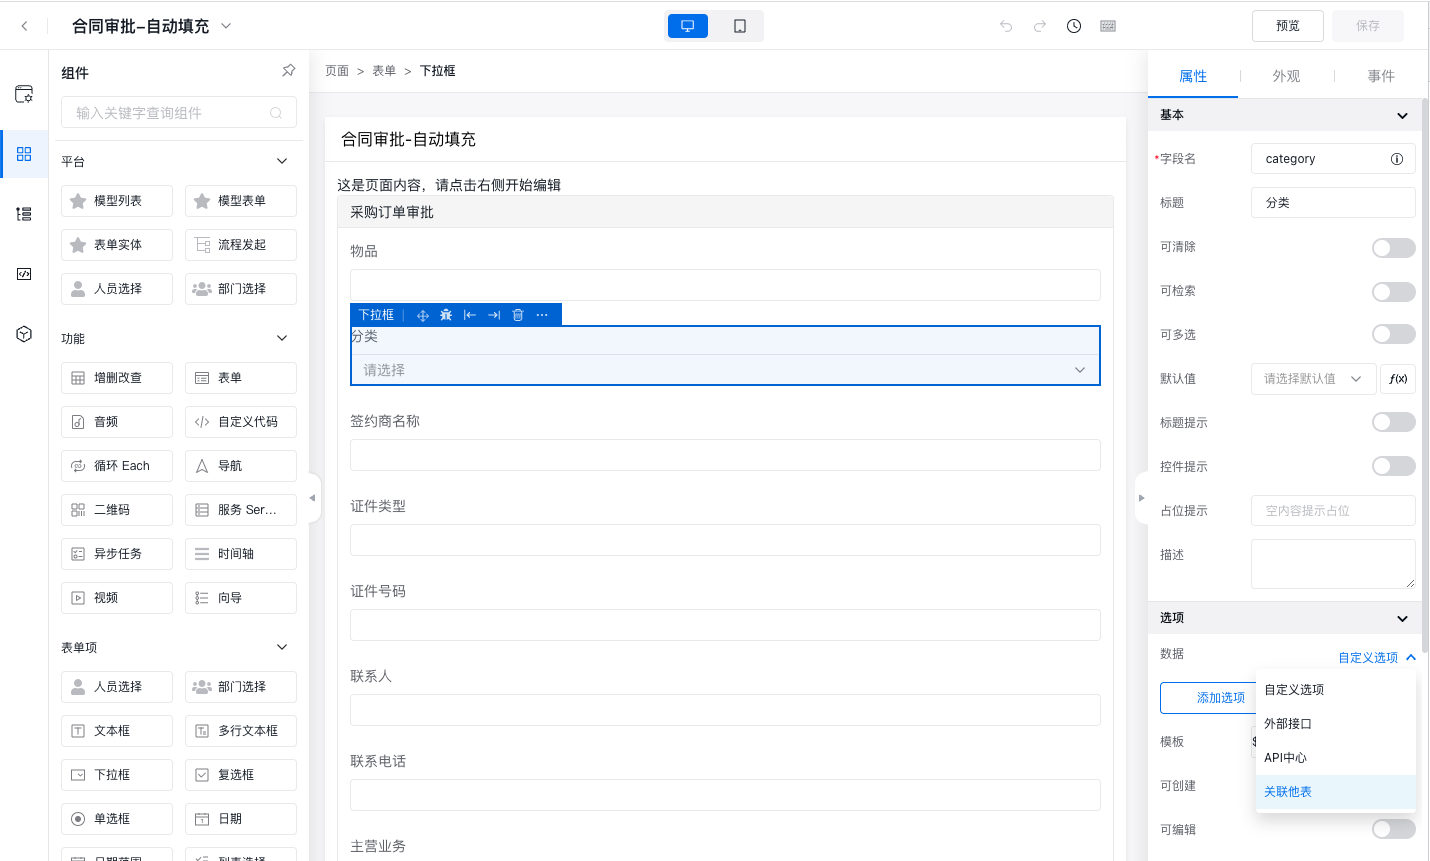 合同审批-自动填充
预览
保存
组件
输入关键字查询组件
平台
模型列表
模型表单
表单实体
流程发起
人员选择
部门选择
功能
增删改查
表单
音频
自定义代码
循环 Each
导航
二维码
服务 Ser...
异步任务
时间轴
视频
向导
表单项
人员选择
部门选择
文本框
多行文本框
下拉框
复选框
单选框
日期
日期范围
列表选择
页面 > 表单 > 下拉框
合同审批-自动填充
这是页面内容，请点击右侧开始编辑
采购订单审批
物品
下拉框
分类
请选择
签约商名称
证件类型
证件号码
联系人
联系电话
主营业务
属性
外观
事件
基本
*字段名
category
标题
分类
可清除
可检索
可多选
默认值
请选择默认值
f(x)
标题提示
控件提示
占位提示
空内容提示占位
描述
选项
数据
自定义选项
添加选项
自定义选项
外部接口
API中心
关联他表
模板
可创建
可编辑